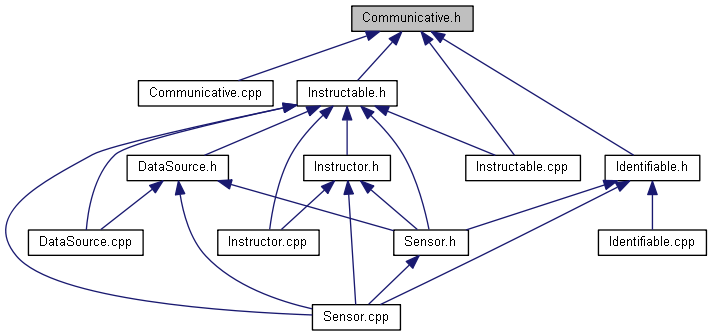 Communicative.h
Communicative.cpp
Instructable.h
DataSource.h
Instructor.h
Instructable.cpp
Identifiable.h
DataSource.cpp
Instructor.cpp
Sensor.h
Identifiable.cpp
Sensor.cpp